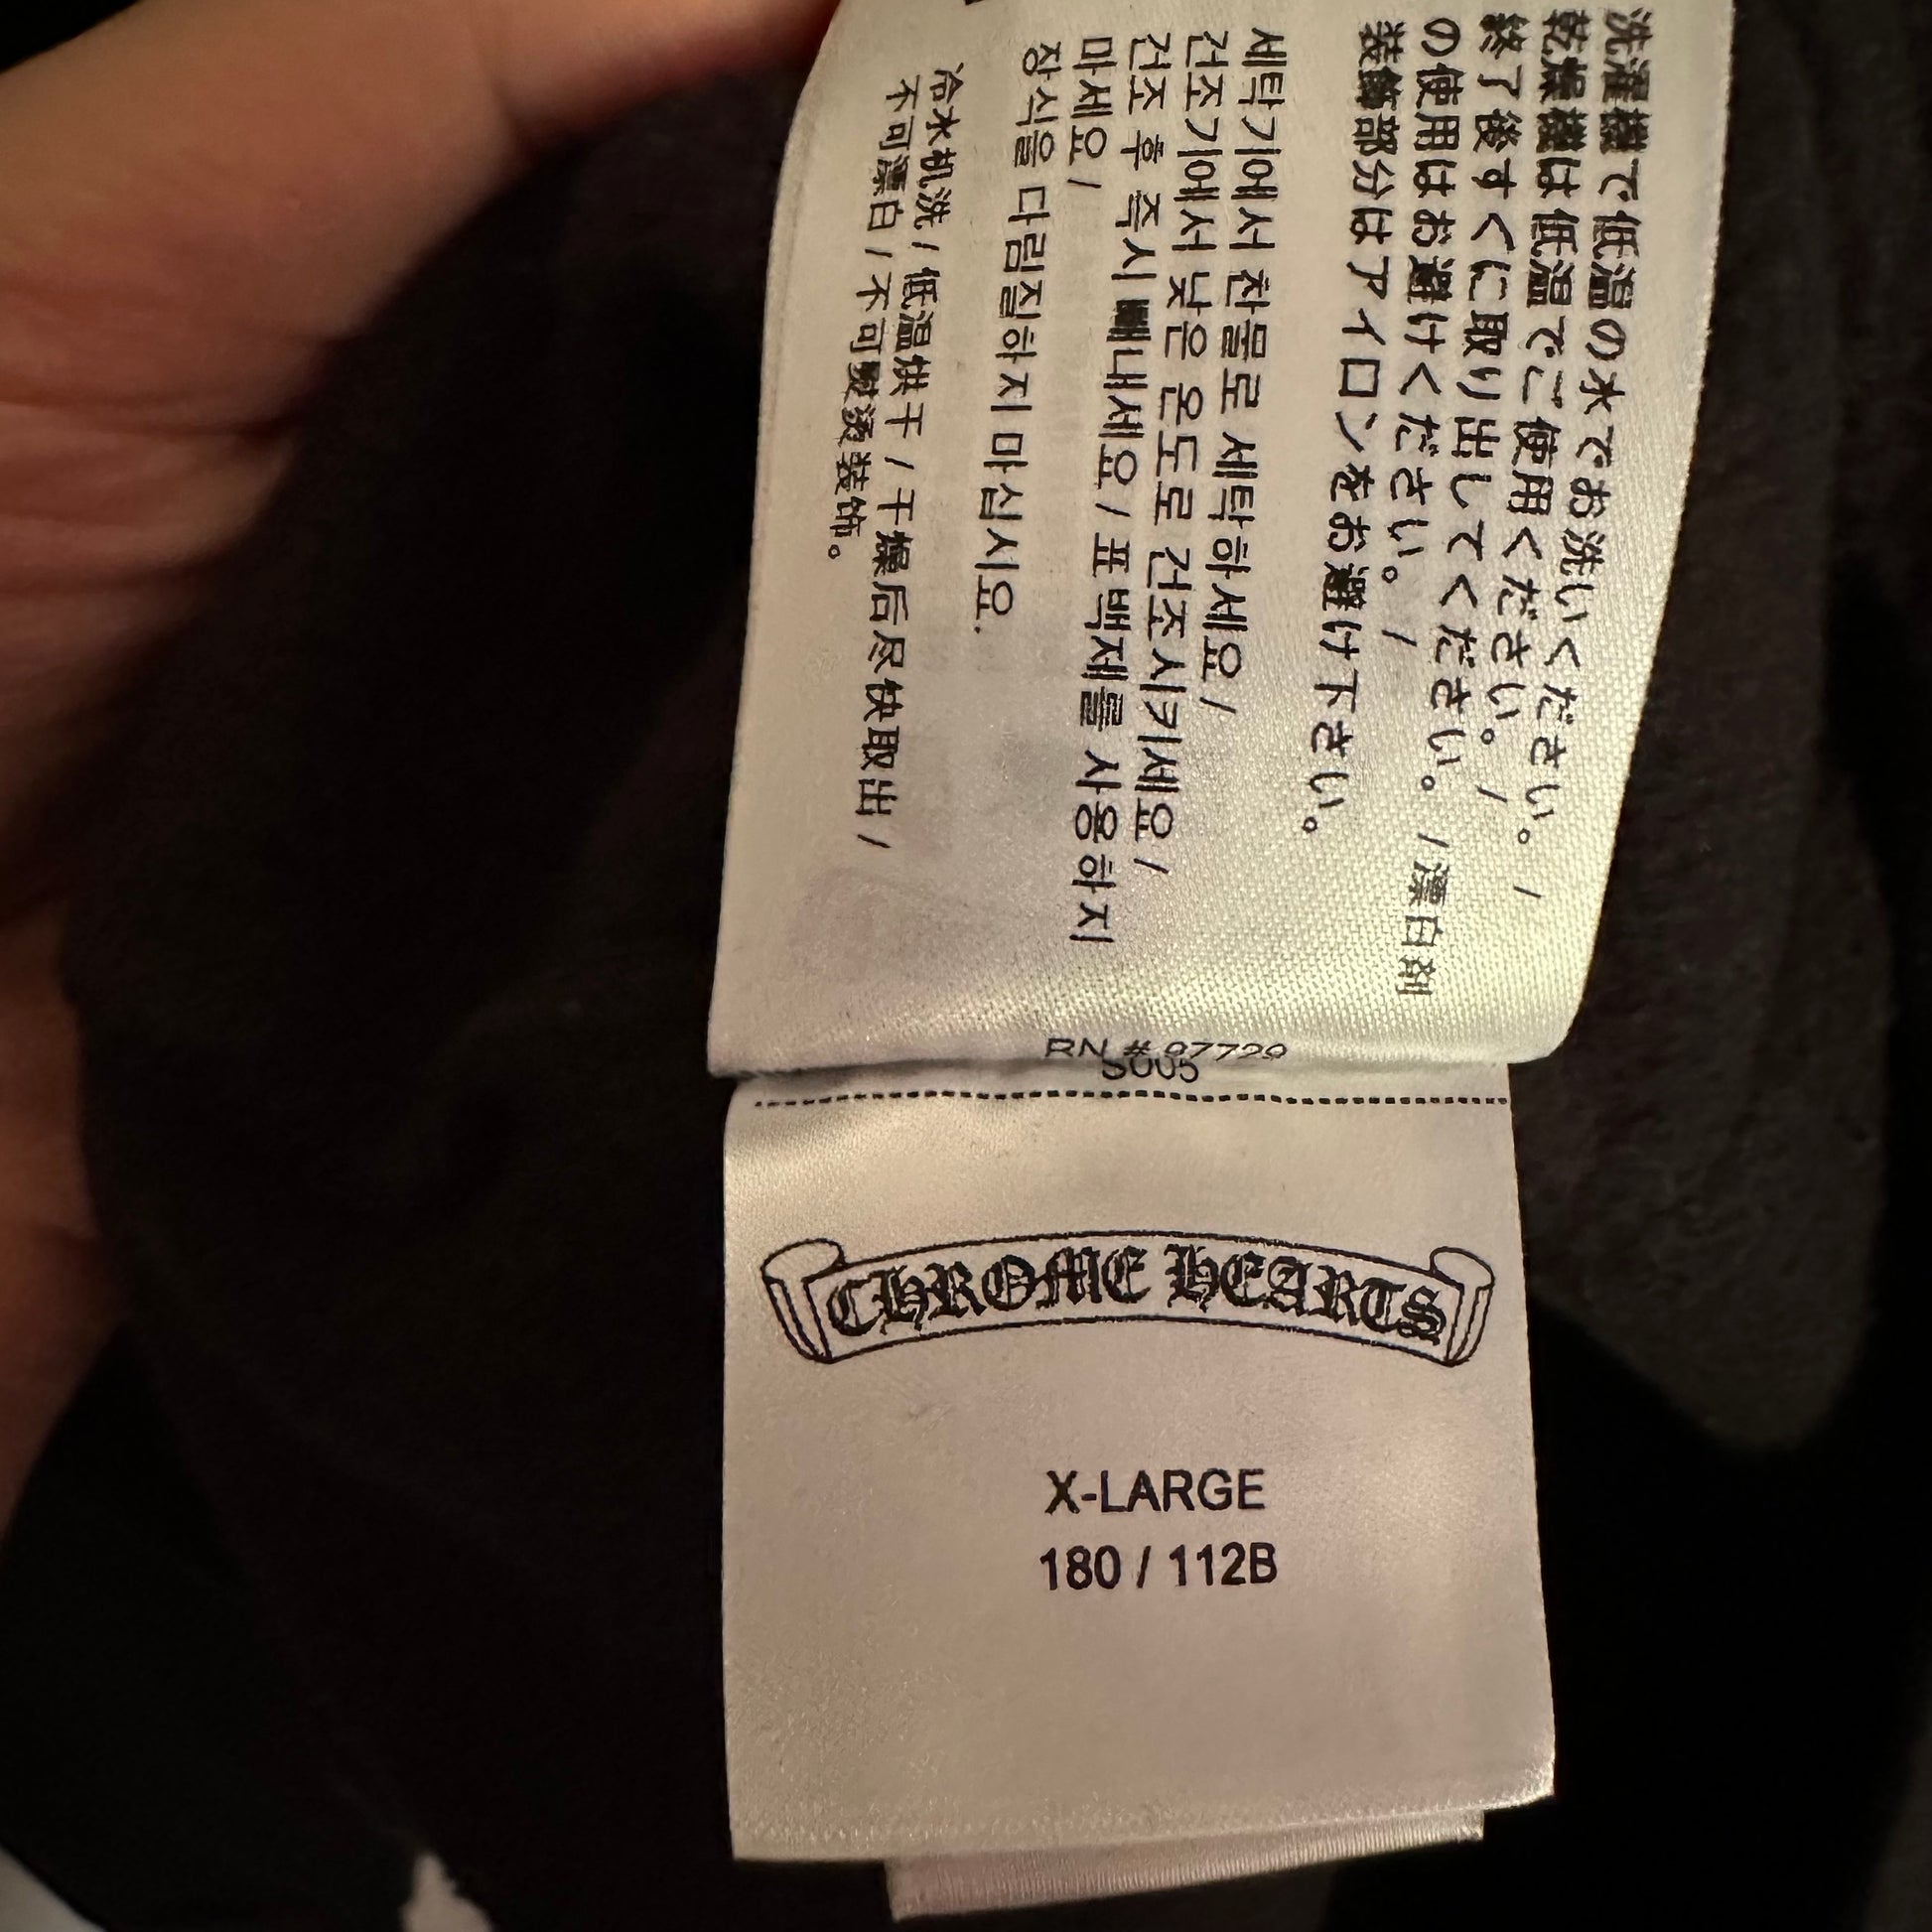 洗濯機で低温の水でお洗いください。/
乾燥機は低温でご使用ください。/
終了後すぐに取り出してください。/漂白剤
の使用はお避けください。/
装飾部分はアイロンをお避け下さい。
세탁기에서 찬물로 세탁하세요/
건조기에서 낮은 온도로 건조시키세요/
건조 후 즉시 빼내세요/표백제를 사용하지
마세요/
장식을 다림질하지 마십시요.
冷水机洗/低温烘干/干燥后尽快取出/
不可漂白/不可熨烫装饰。
RN # 97729
S005
CHROME HEARTS
X-LARGE
180 / 112B